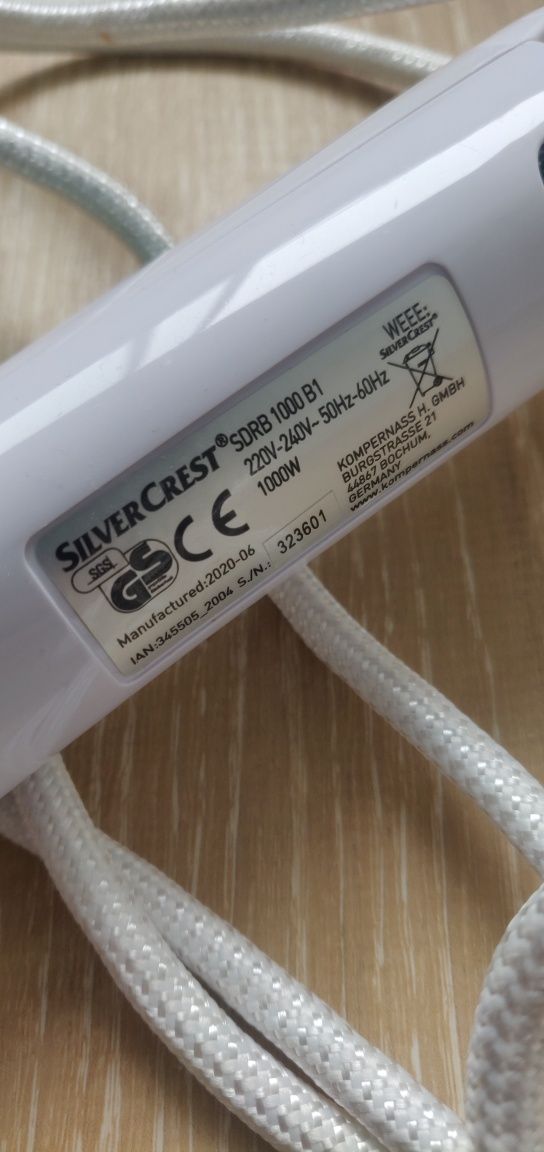 SILVERCREST® SDRB 1000 B1
220V-240V~ 50Hz-60Hz
1000W
SGS
GS
CE
Manufactured:2020-06
IAN:345505_2004 S./N.: 323601
WEEE:
SILVERCREST®
KOMPERNASS H. GMBH
BURGSTRASSE 21
44867 BOCHUM,
GERMANY
www.kompernass.com